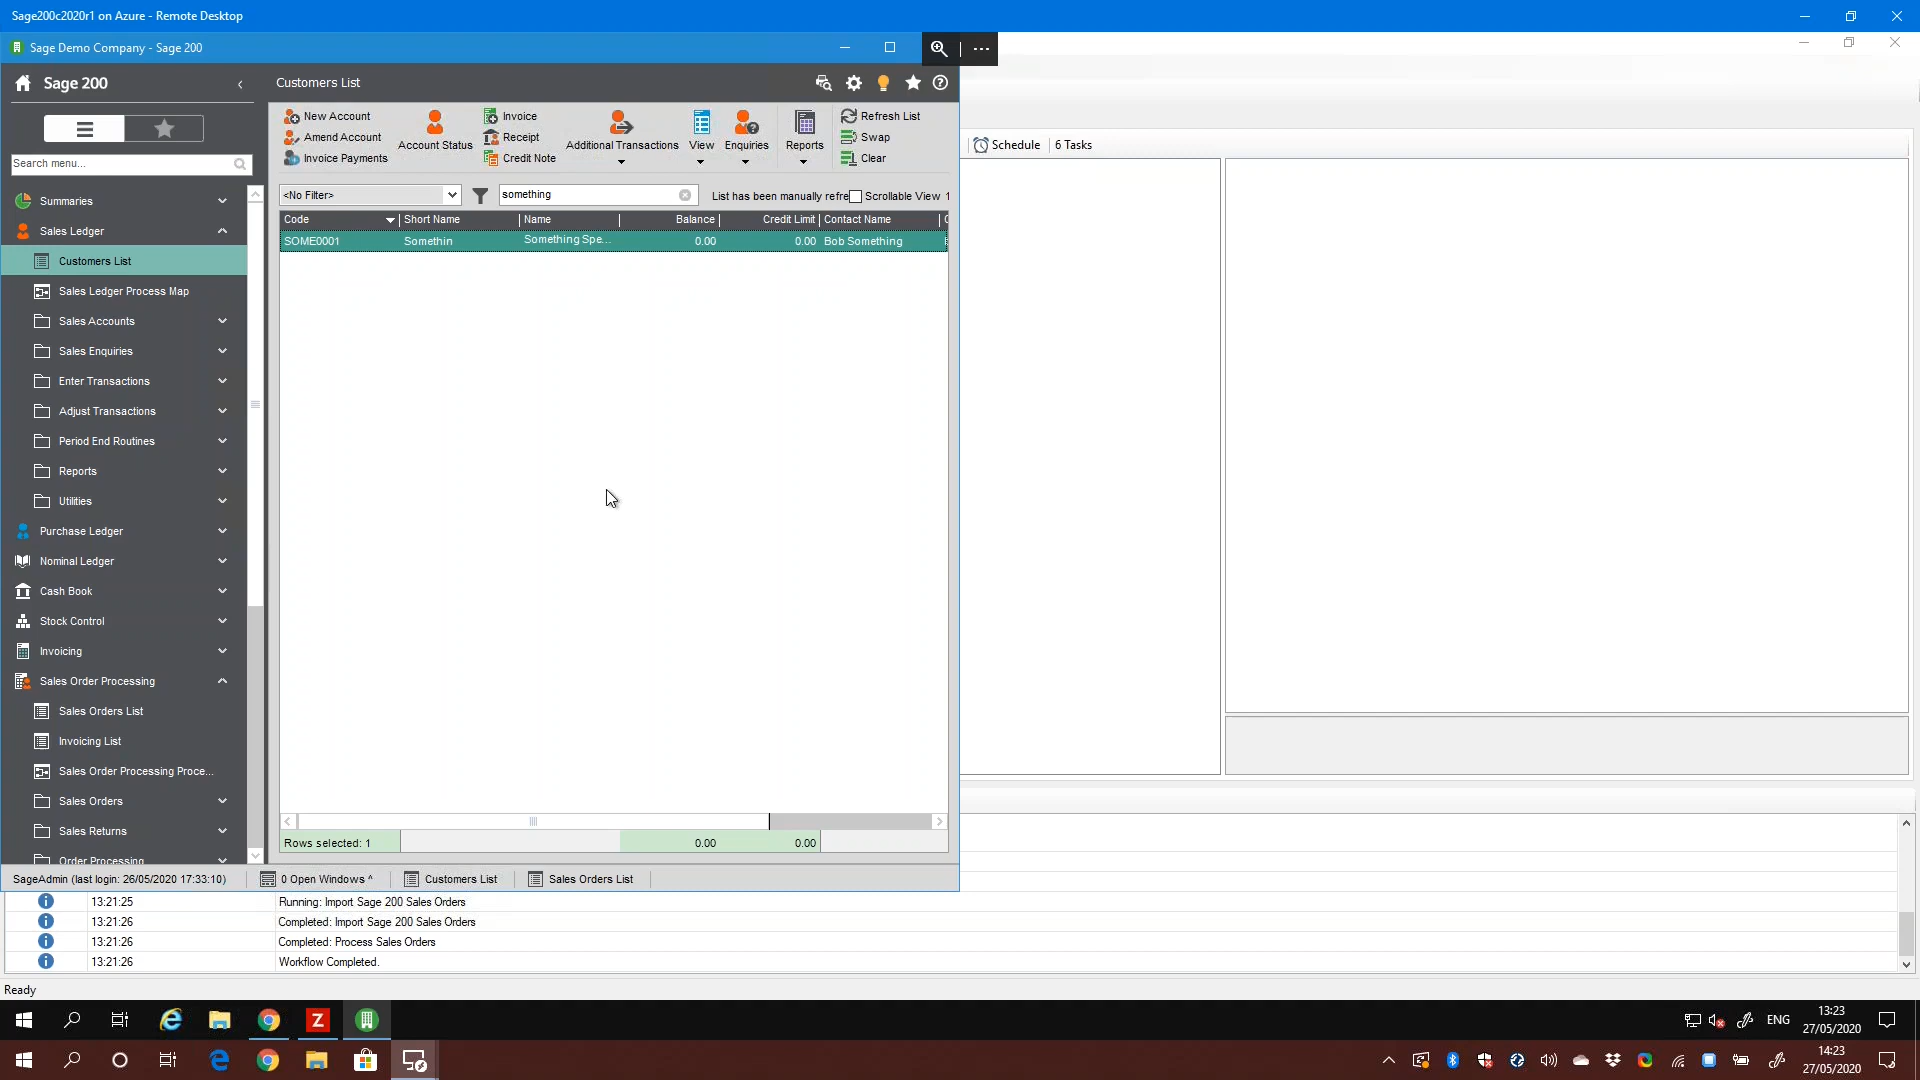 Sage200c2020r1 on Azure - Remote Desktop
Sage Demo Company - Sage 200
Sage 200
Customers List
New Account
Amend Account
Invoice Payments
Account Status
Invoice
Receipt
Credit Note
Additional Transactions
View
Enquiries
Reports
Refresh List
Swap
Clear
Schedule
6 Tasks
Search menu...
<No Filter>
something
List has been manually refre
Scrollable View
Code Short Name Name Balance Credit Limit Contact Name
SOME0001 Somethin Something Spe... 0.00 0.00 Bob Something
Summaries
Sales Ledger
Customers List
Sales Ledger Process Map
Sales Accounts
Sales Enquiries
Enter Transactions
Adjust Transactions
Period End Routines
Reports
Utilities
Purchase Ledger
Nominal Ledger
Cash Book
Stock Control
Invoicing
Sales Order Processing
Sales Orders List
Invoicing List
Sales Order Processing Proce...
Sales Orders
Sales Returns
Order Processing
Rows selected: 1 0.00 0.00
SageAdmin (last login: 26/05/2020 17:33:10)
0 Open Windows ^
Customers List
Sales Orders List
13:21:25 Running: Import Sage 200 Sales Orders
13:21:26 Completed: Import Sage 200 Sales Orders
13:21:26 Completed: Process Sales Orders
13:21:26 Workflow Completed.
Ready
Z
ENG
13:23
27/05/2020
14:23
27/05/2020